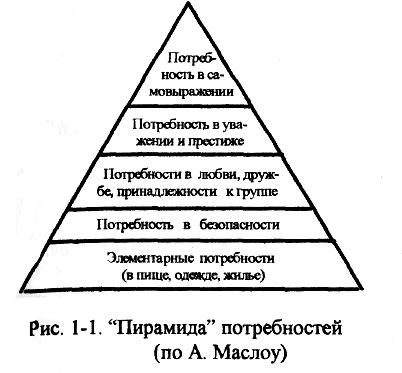 Потреб-
ность в са-
мовыражении
Потребность в ува-
жении и престиже
Потребности в любви, друж-
бе, принадлежности к группе
Потребность в безопасности
Элементарные потребности
(в пище, одежде, жилье)
Рис. 1-1. “Пирамида” потребностей
(по А. Маслоу)